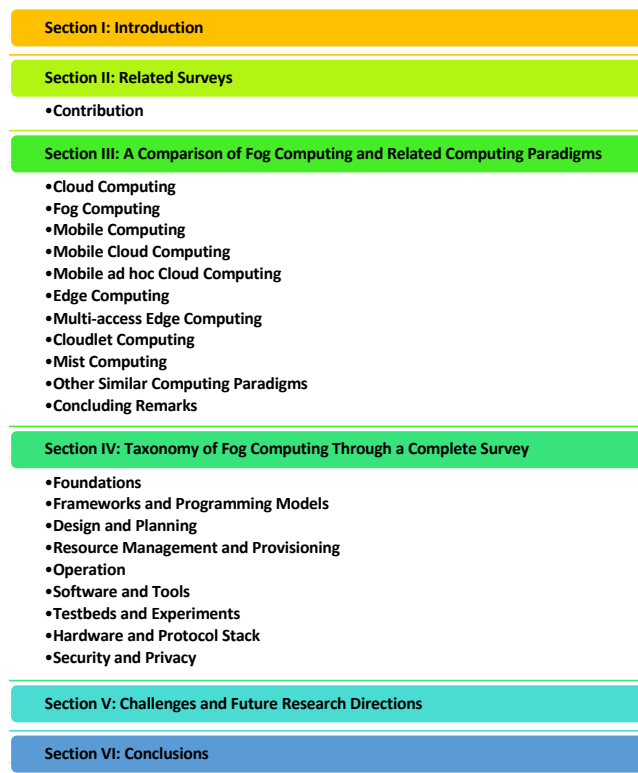 Section I: Introduction
Section II: Related Surveys
•Contribution
Section III: A Comparison of Fog Computing and Related Computing Paradigms
•Cloud Computing
•Fog Computing
•Mobile Computing
•Mobile Cloud Computing
•Mobile ad hoc Cloud Computing
•Edge Computing
•Multi-access Edge Computing
•Cloudlet Computing
•Mist Computing
•Other Similar Computing Paradigms
•Concluding Remarks
Section IV: Taxonomy of Fog Computing Through a Complete Survey
•Foundations
•Frameworks and Programming Models
•Design and Planning
•Resource Management and Provisioning
•Operation
•Software and Tools
•Testbeds and Experiments
•Hardware and Protocol Stack
•Security and Privacy
Section V: Challenges and Future Research Directions
Section VI: Conclusions